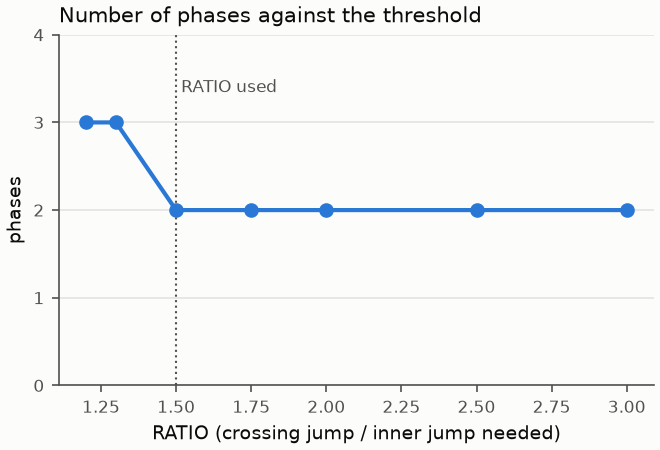 Number of phases against the threshold
4
RATIO used
3
phases
2
1
0
1.25 1.50 1.75 2.00 2.25 2.50 2.75 3.00
RATIO (crossing jump / inner jump needed)